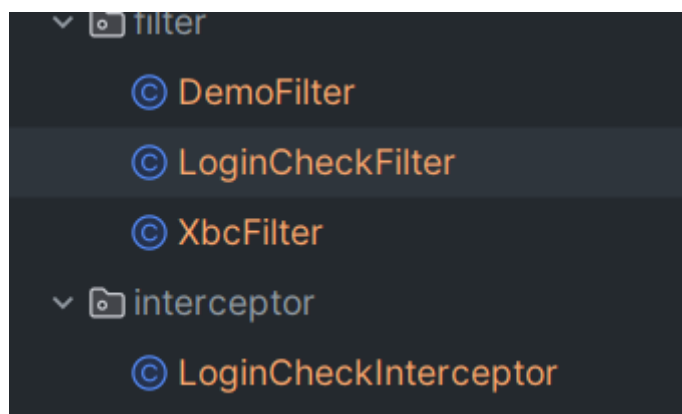 filter
DemoFilter
LoginCheckFilter
XbcFilter
interceptor
LoginCheckInterceptor